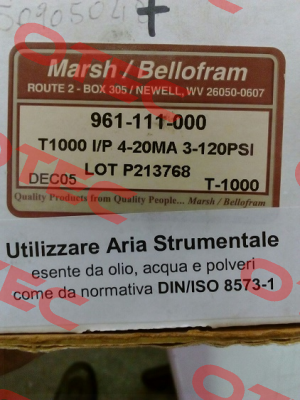 5090504
Marsh / Bellofram
ROUTE 2 - BOX 305 / NEWELL, WV 26050-0607
961-111-000
T1000 I/P 4-20MA 3-120PSI
LOT P213768
DEC05 T-1000
Quality Products from Quality People... Marsh / Bellofram
Utilizzare Aria Strumentale
esente da olio, acqua e polveri
come da normativa DIN/ISO 8573-1